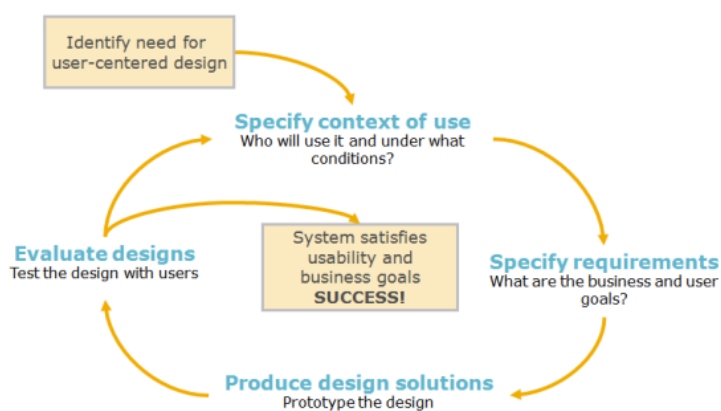 Identify need for
user-centered design
Specify context of use
Who will use it and under what
conditions?
Evaluate designs
Test the design with users
System satisfies
usability and
business goals
SUCCESS!
Specify requirements
What are the business and user
goals?
Produce design solutions
Prototype the design